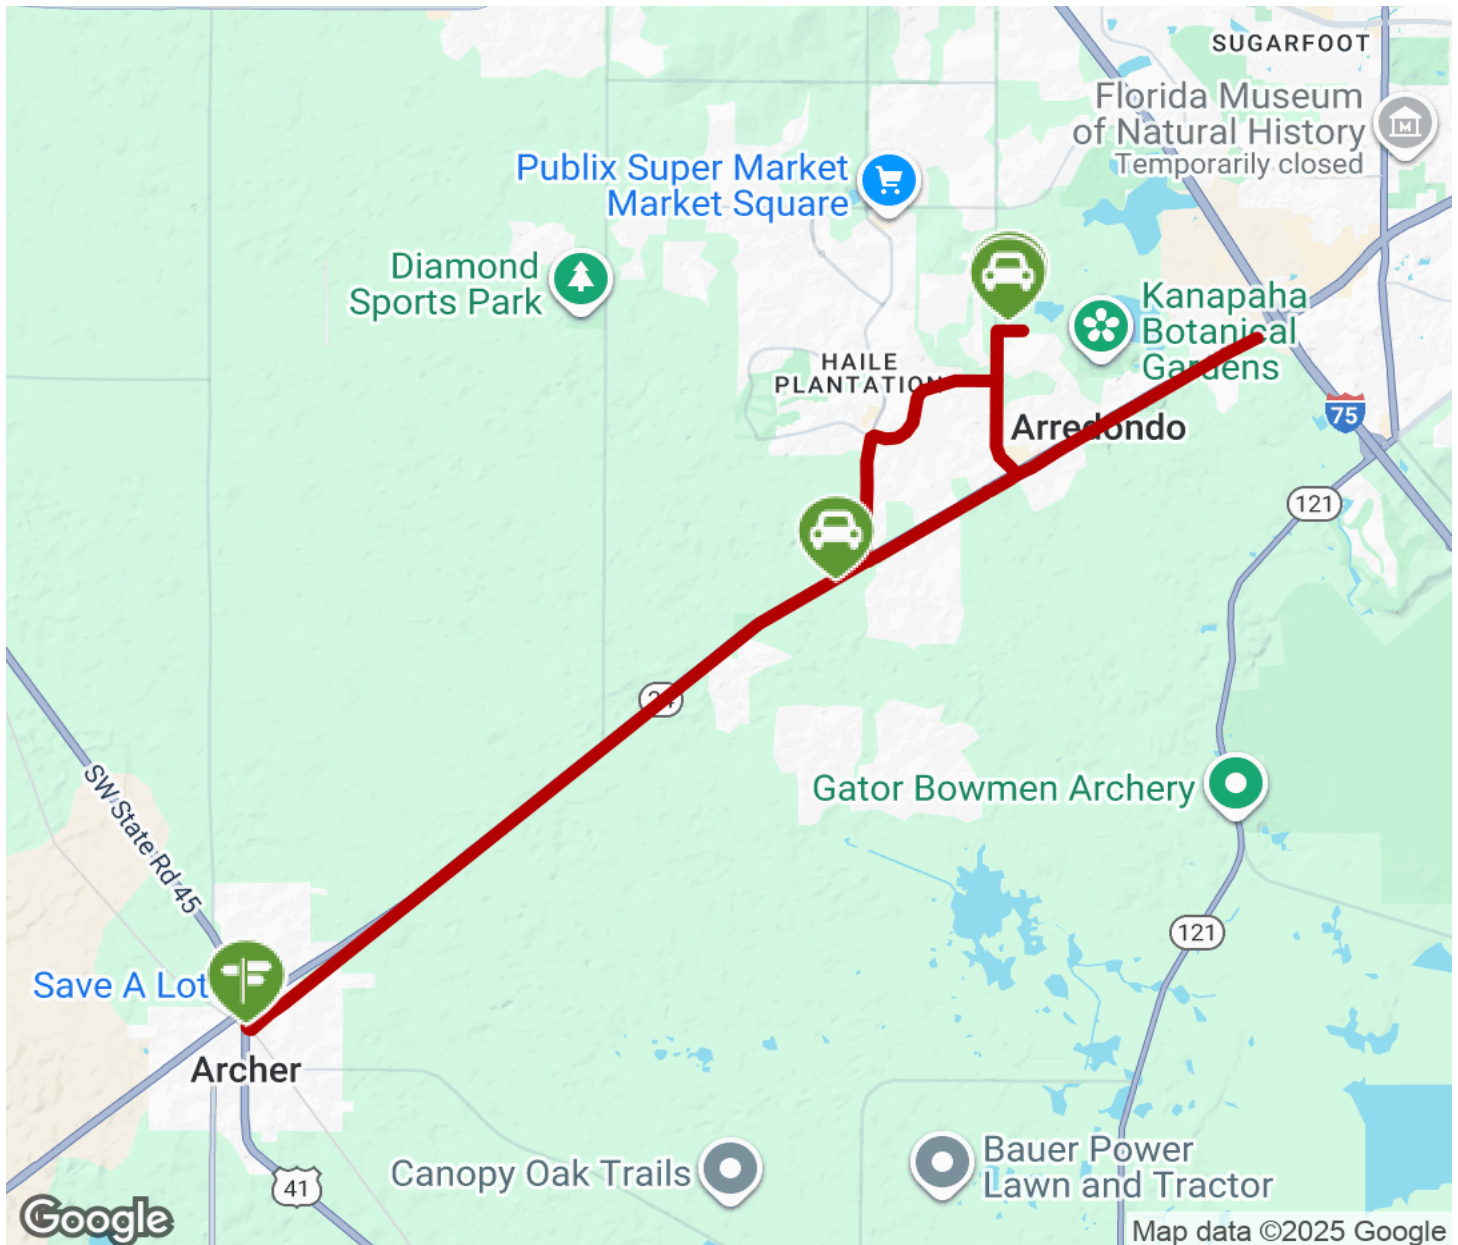 SUGARFOOT
Florida Museum
of Natural History
Temporarily closed
Publix Super Market
Market Square
Diamond
Sports Park
Kanapaha
Botanical
Gardens
HAILE
PLANTATION
Arredondo
75
121
24
Gator Bowmen Archery
SW State Rd 45
121
Save A Lot
Archer
41
Canopy Oak Trails
Bauer Power
Lawn and Tractor
Google
Map data ©2025 Google